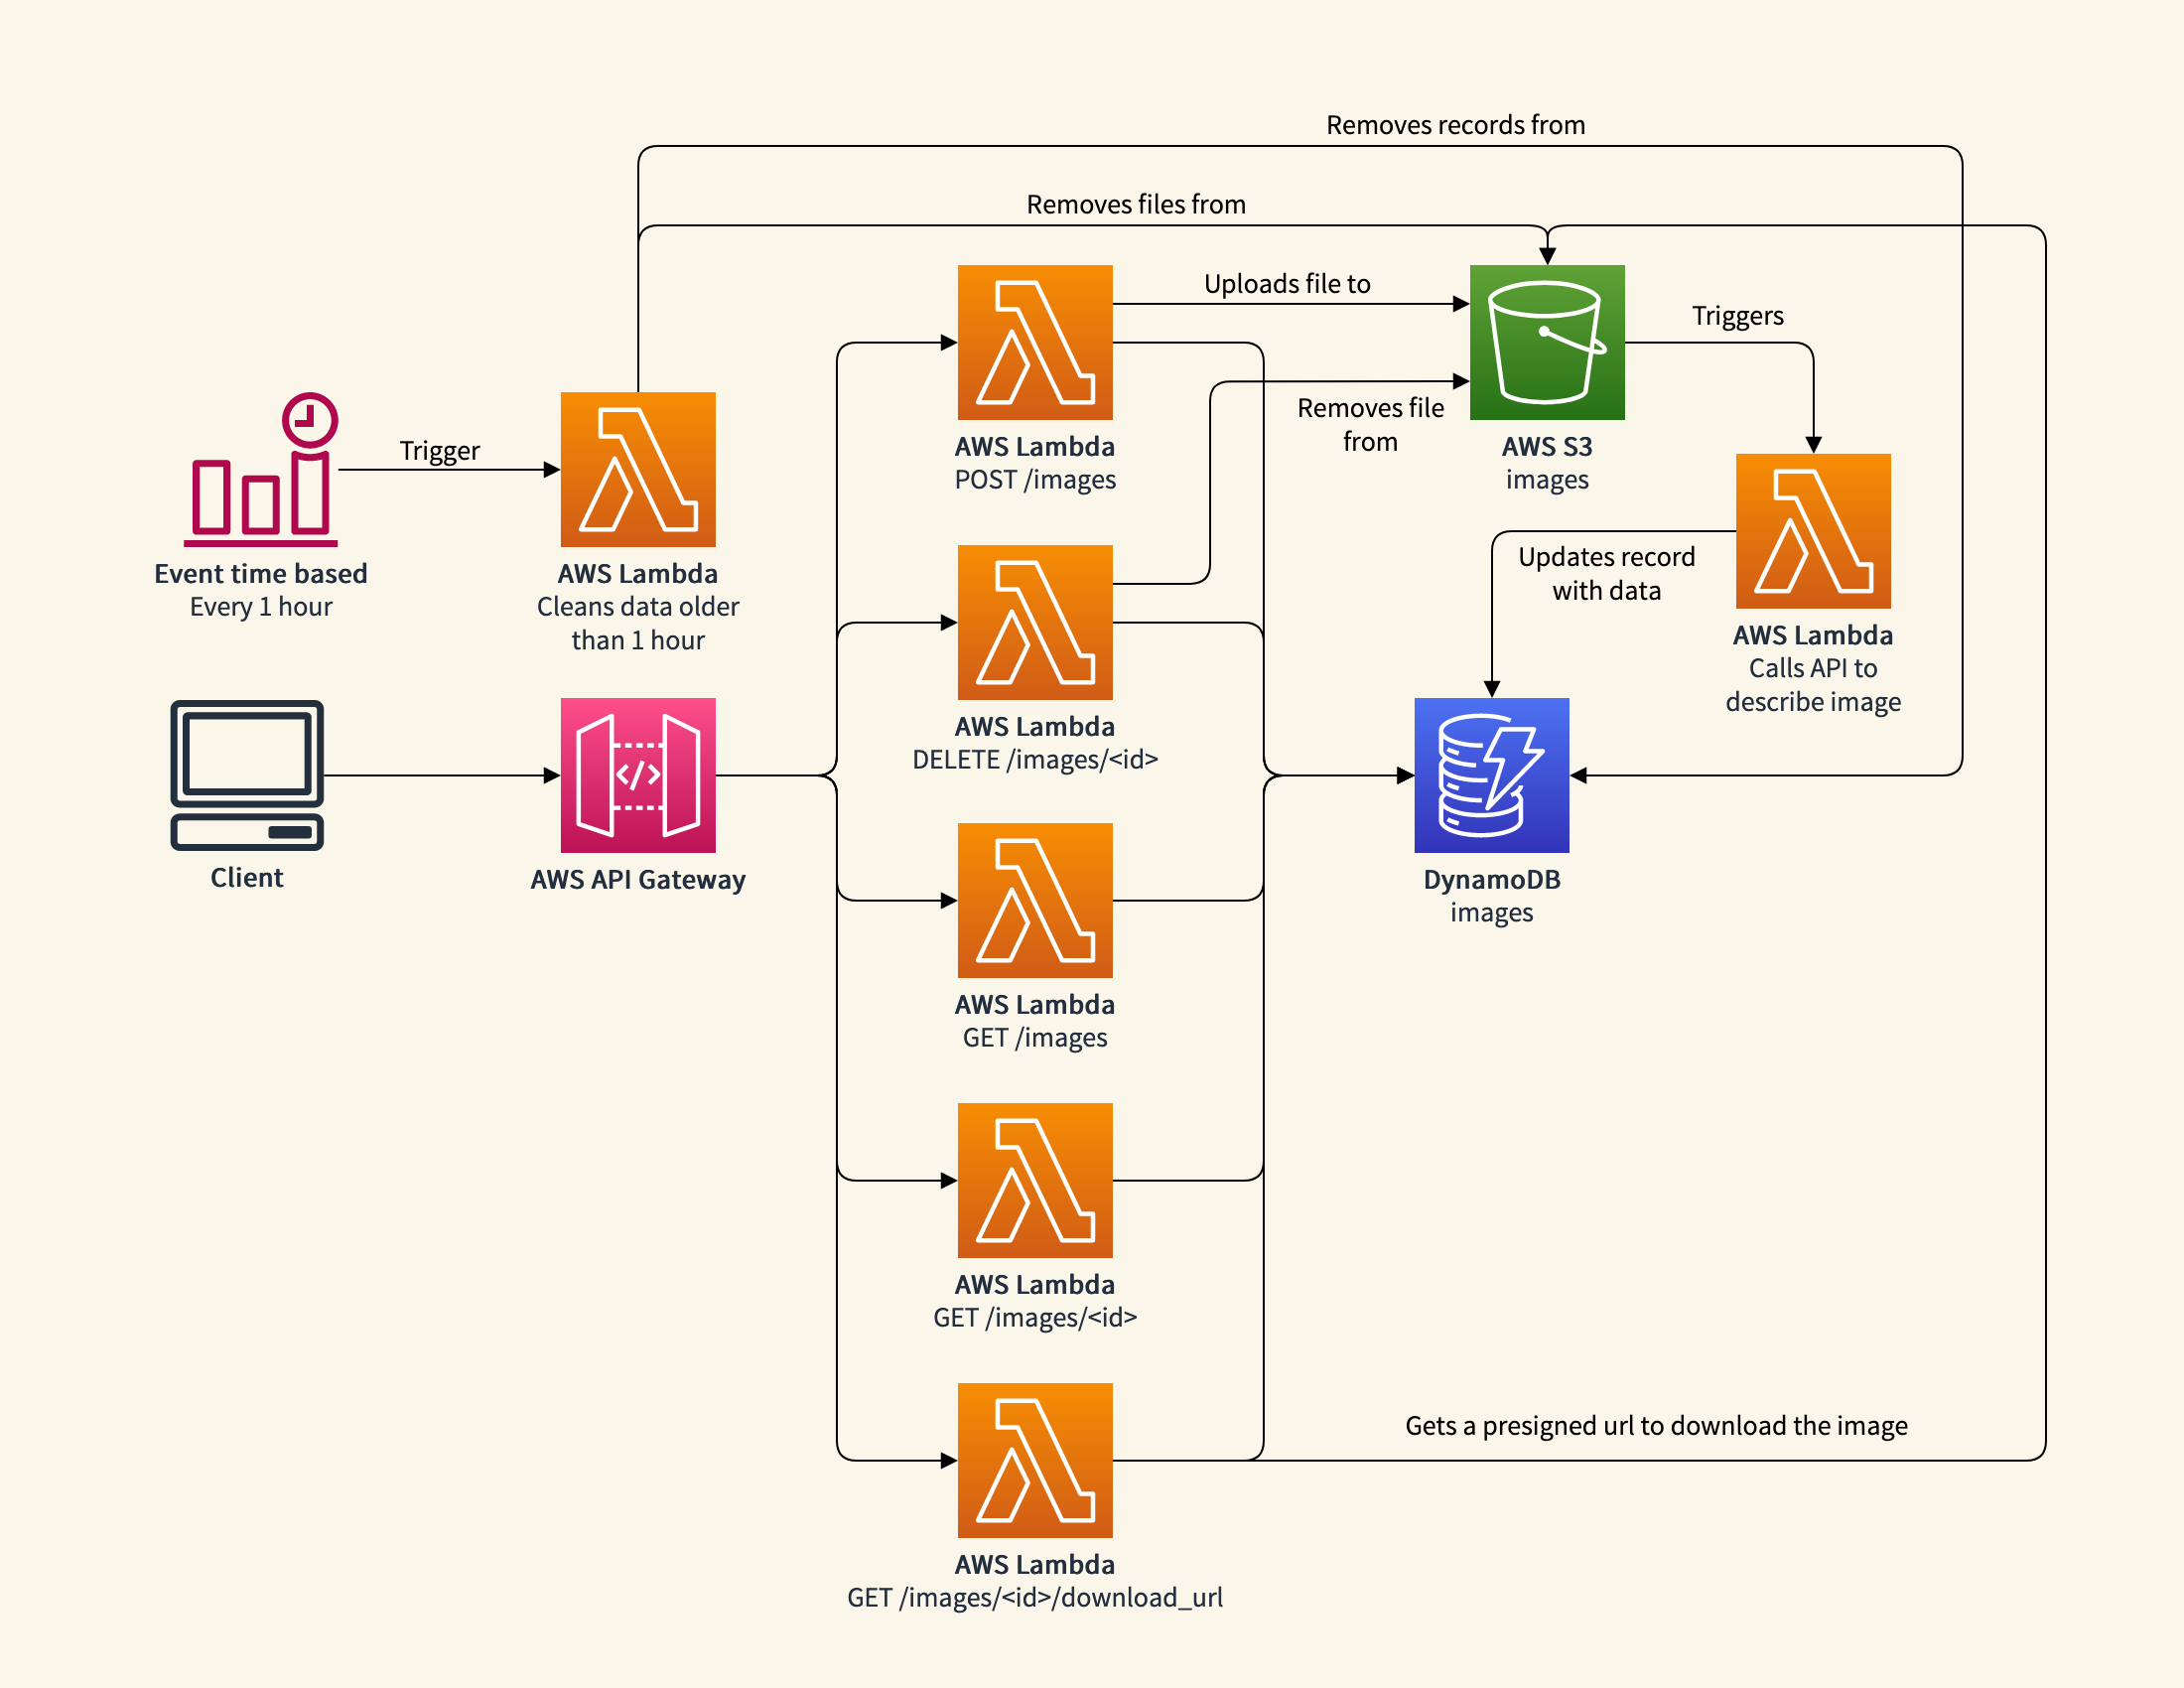 Removes records from
Removes files from
Uploads file to
Triggers
Removes file
from
Trigger
AWS Lambda
POST /images
AWS S3
images
Event time based
Every 1 hour
AWS Lambda
Cleans data older
than 1 hour
Updates record
with data
AWS Lambda
Calls API to
describe image
AWS Lambda
DELETE /images/<id>
Client
AWS API Gateway
DynamoDB
images
AWS Lambda
GET /images
AWS Lambda
GET /images/<id>
Gets a presigned url to download the image
AWS Lambda
GET /images/<id>/download_url